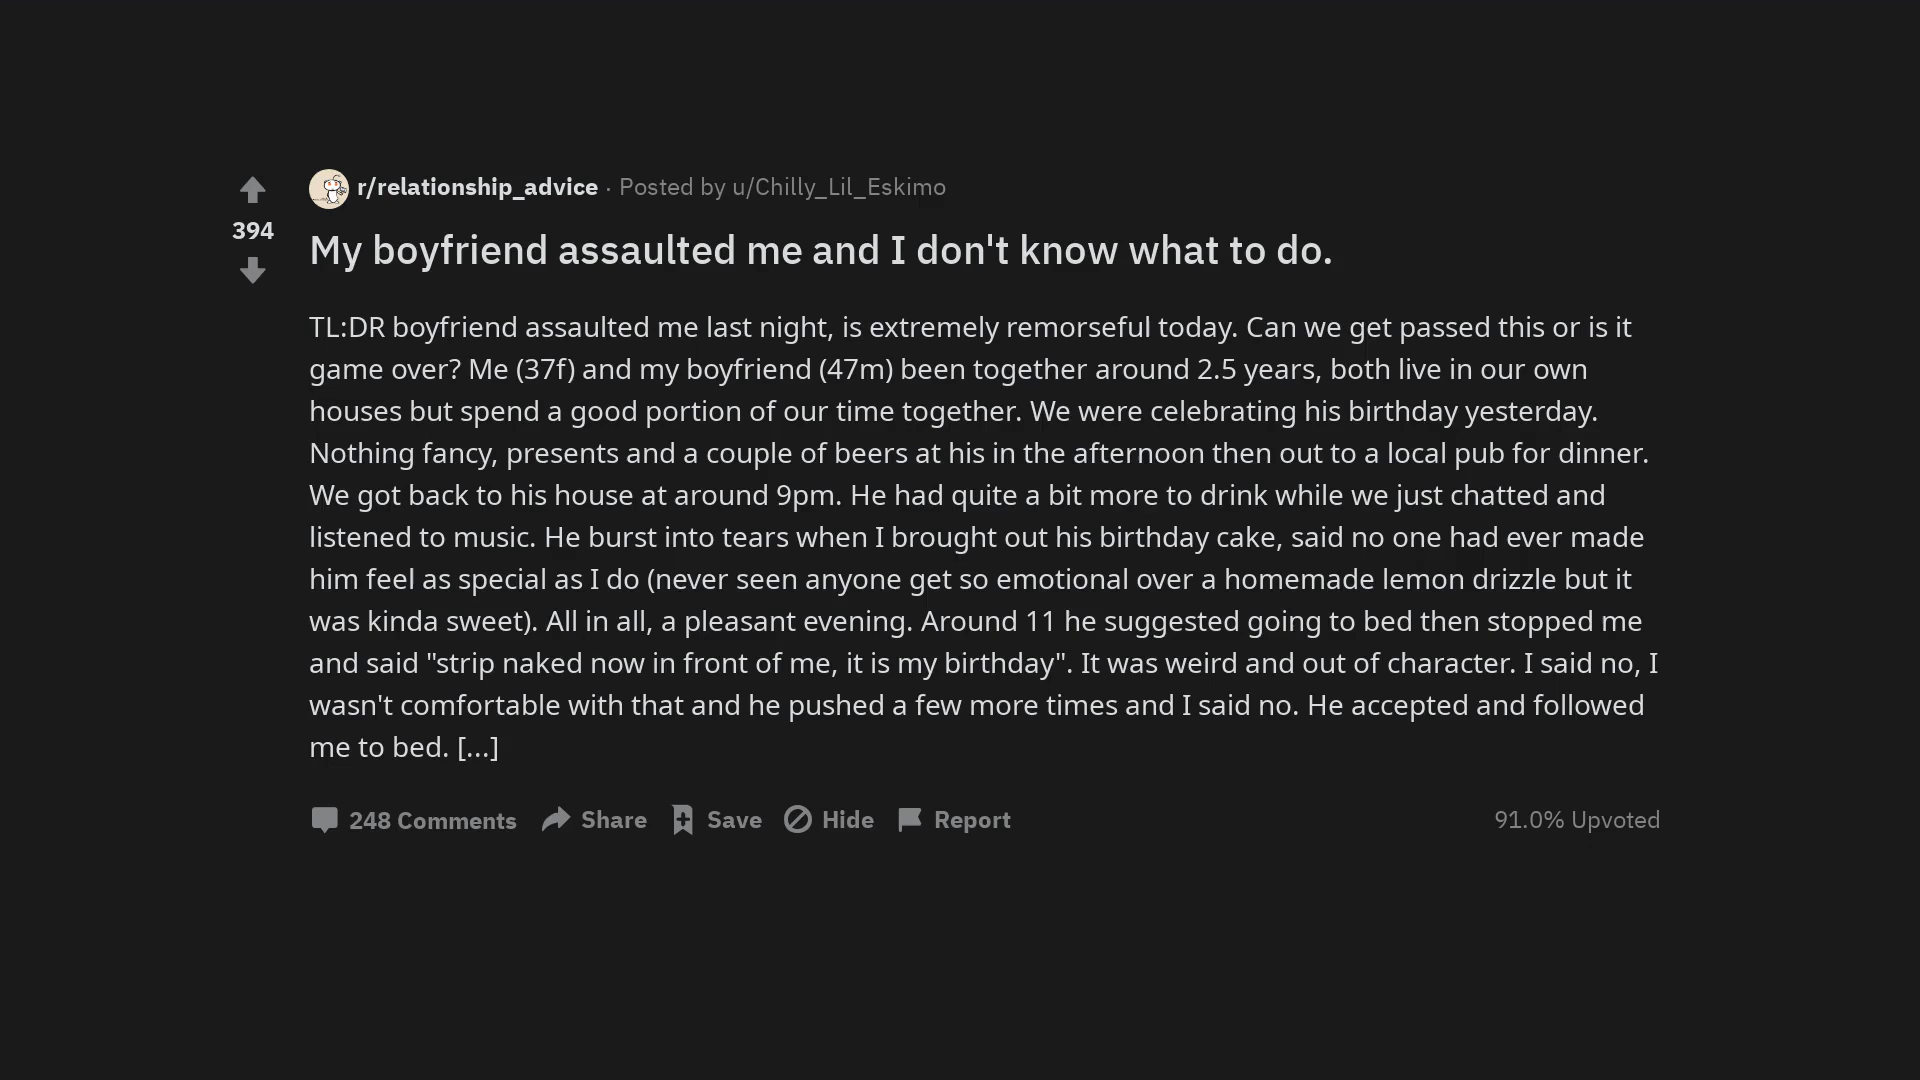 r/relationship_advice · Posted by u/Chilly_Lil_Eskimo
394
My boyfriend assaulted me and I don't know what to do.
TL:DR boyfriend assaulted me last night, is extremely remorseful today. Can we get passed this or is it
game over? Me (37f) and my boyfriend (47m) been together around 2.5 years, both live in our own
houses but spend a good portion of our time together. We were celebrating his birthday yesterday.
Nothing fancy, presents and a couple of beers at his in the afternoon then out to a local pub for dinner.
We got back to his house at around 9pm. He had quite a bit more to drink while we just chatted and
listened to music. He burst into tears when I brought out his birthday cake, said no one had ever made
him feel as special as I do (never seen anyone get so emotional over a homemade lemon drizzle but it
was kinda sweet). All in all, a pleasant evening. Around 11 he suggested going to bed then stopped me
and said "strip naked now in front of me, it is my birthday". It was weird and out of character. I said no, I
wasn't comfortable with that and he pushed a few more times and I said no. He accepted and followed
me to bed. [...]
248 Comments Share Save Hide Report 91.0% Upvoted